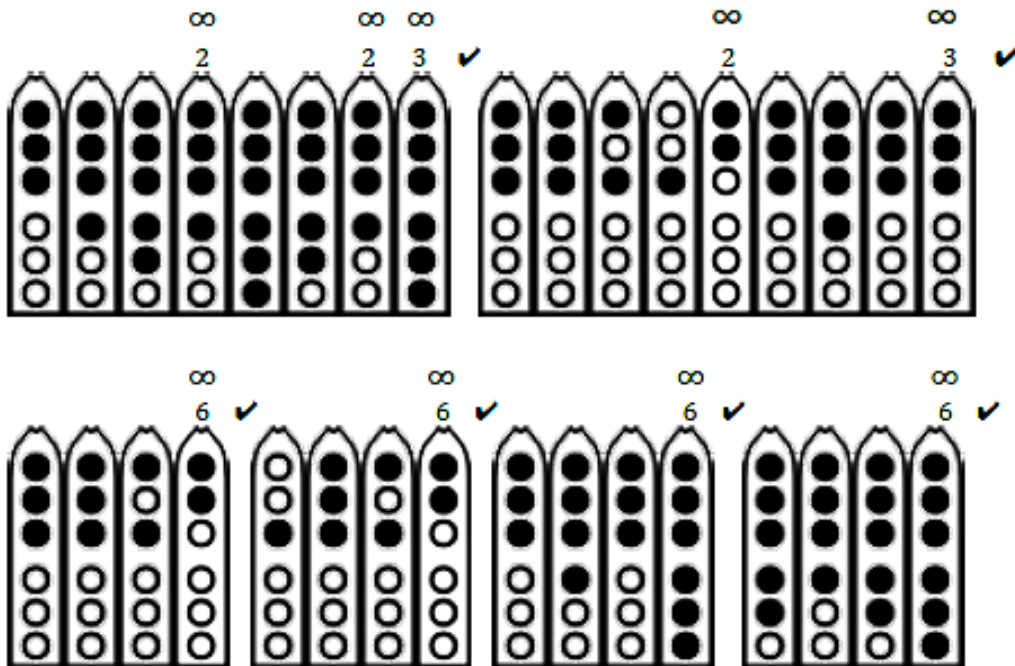 ∞ ∞ ∞ ∞ ∞
2 2 3 ✔ 2 3 ✔
∞ ∞ ∞ ∞
6 ✔ 6 ✔ 6 ✔ 6 ✔